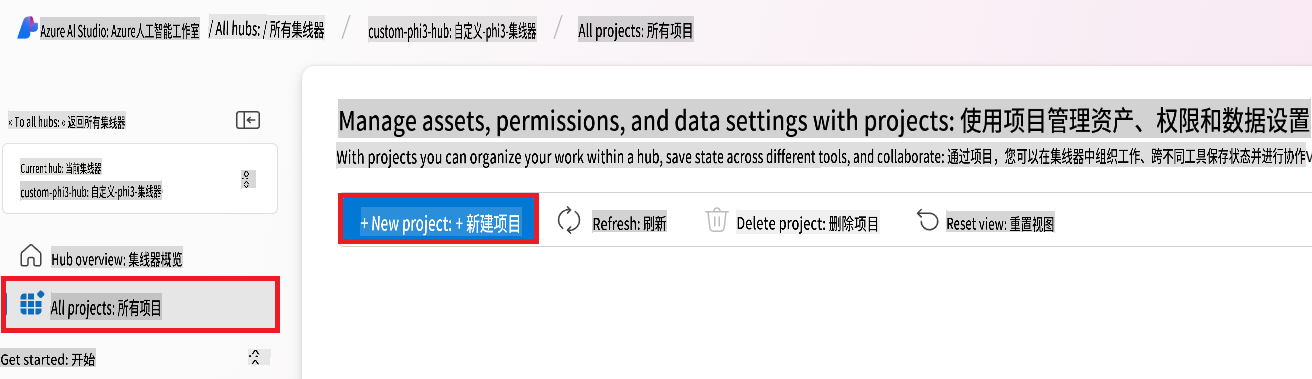 Azure AI Studio: Azure人工智能工作室 / All hubs: / 所有集线器 / custom-phi3-hub: 自定义-phi3-集线器 / All projects: 所有项目
« To all hubs: « 返回所有集线器
Current hub: 当前集线器
custom-phi3-hub: 自定义-phi3-集线器
Hub overview: 集线器概览
All projects: 所有项目
Get started: 开始
Manage assets, permissions, and data settings with projects: 使用项目管理资产、权限和数据设置
With projects you can organize your work within a hub, save state across different tools, and collaborate: 通过项目，您可以在集线器中组织工作、跨不同工具保存状态并进行协作
+ New project: + 新建项目 Refresh: 刷新 Delete project: 删除项目 Reset view: 重置视图